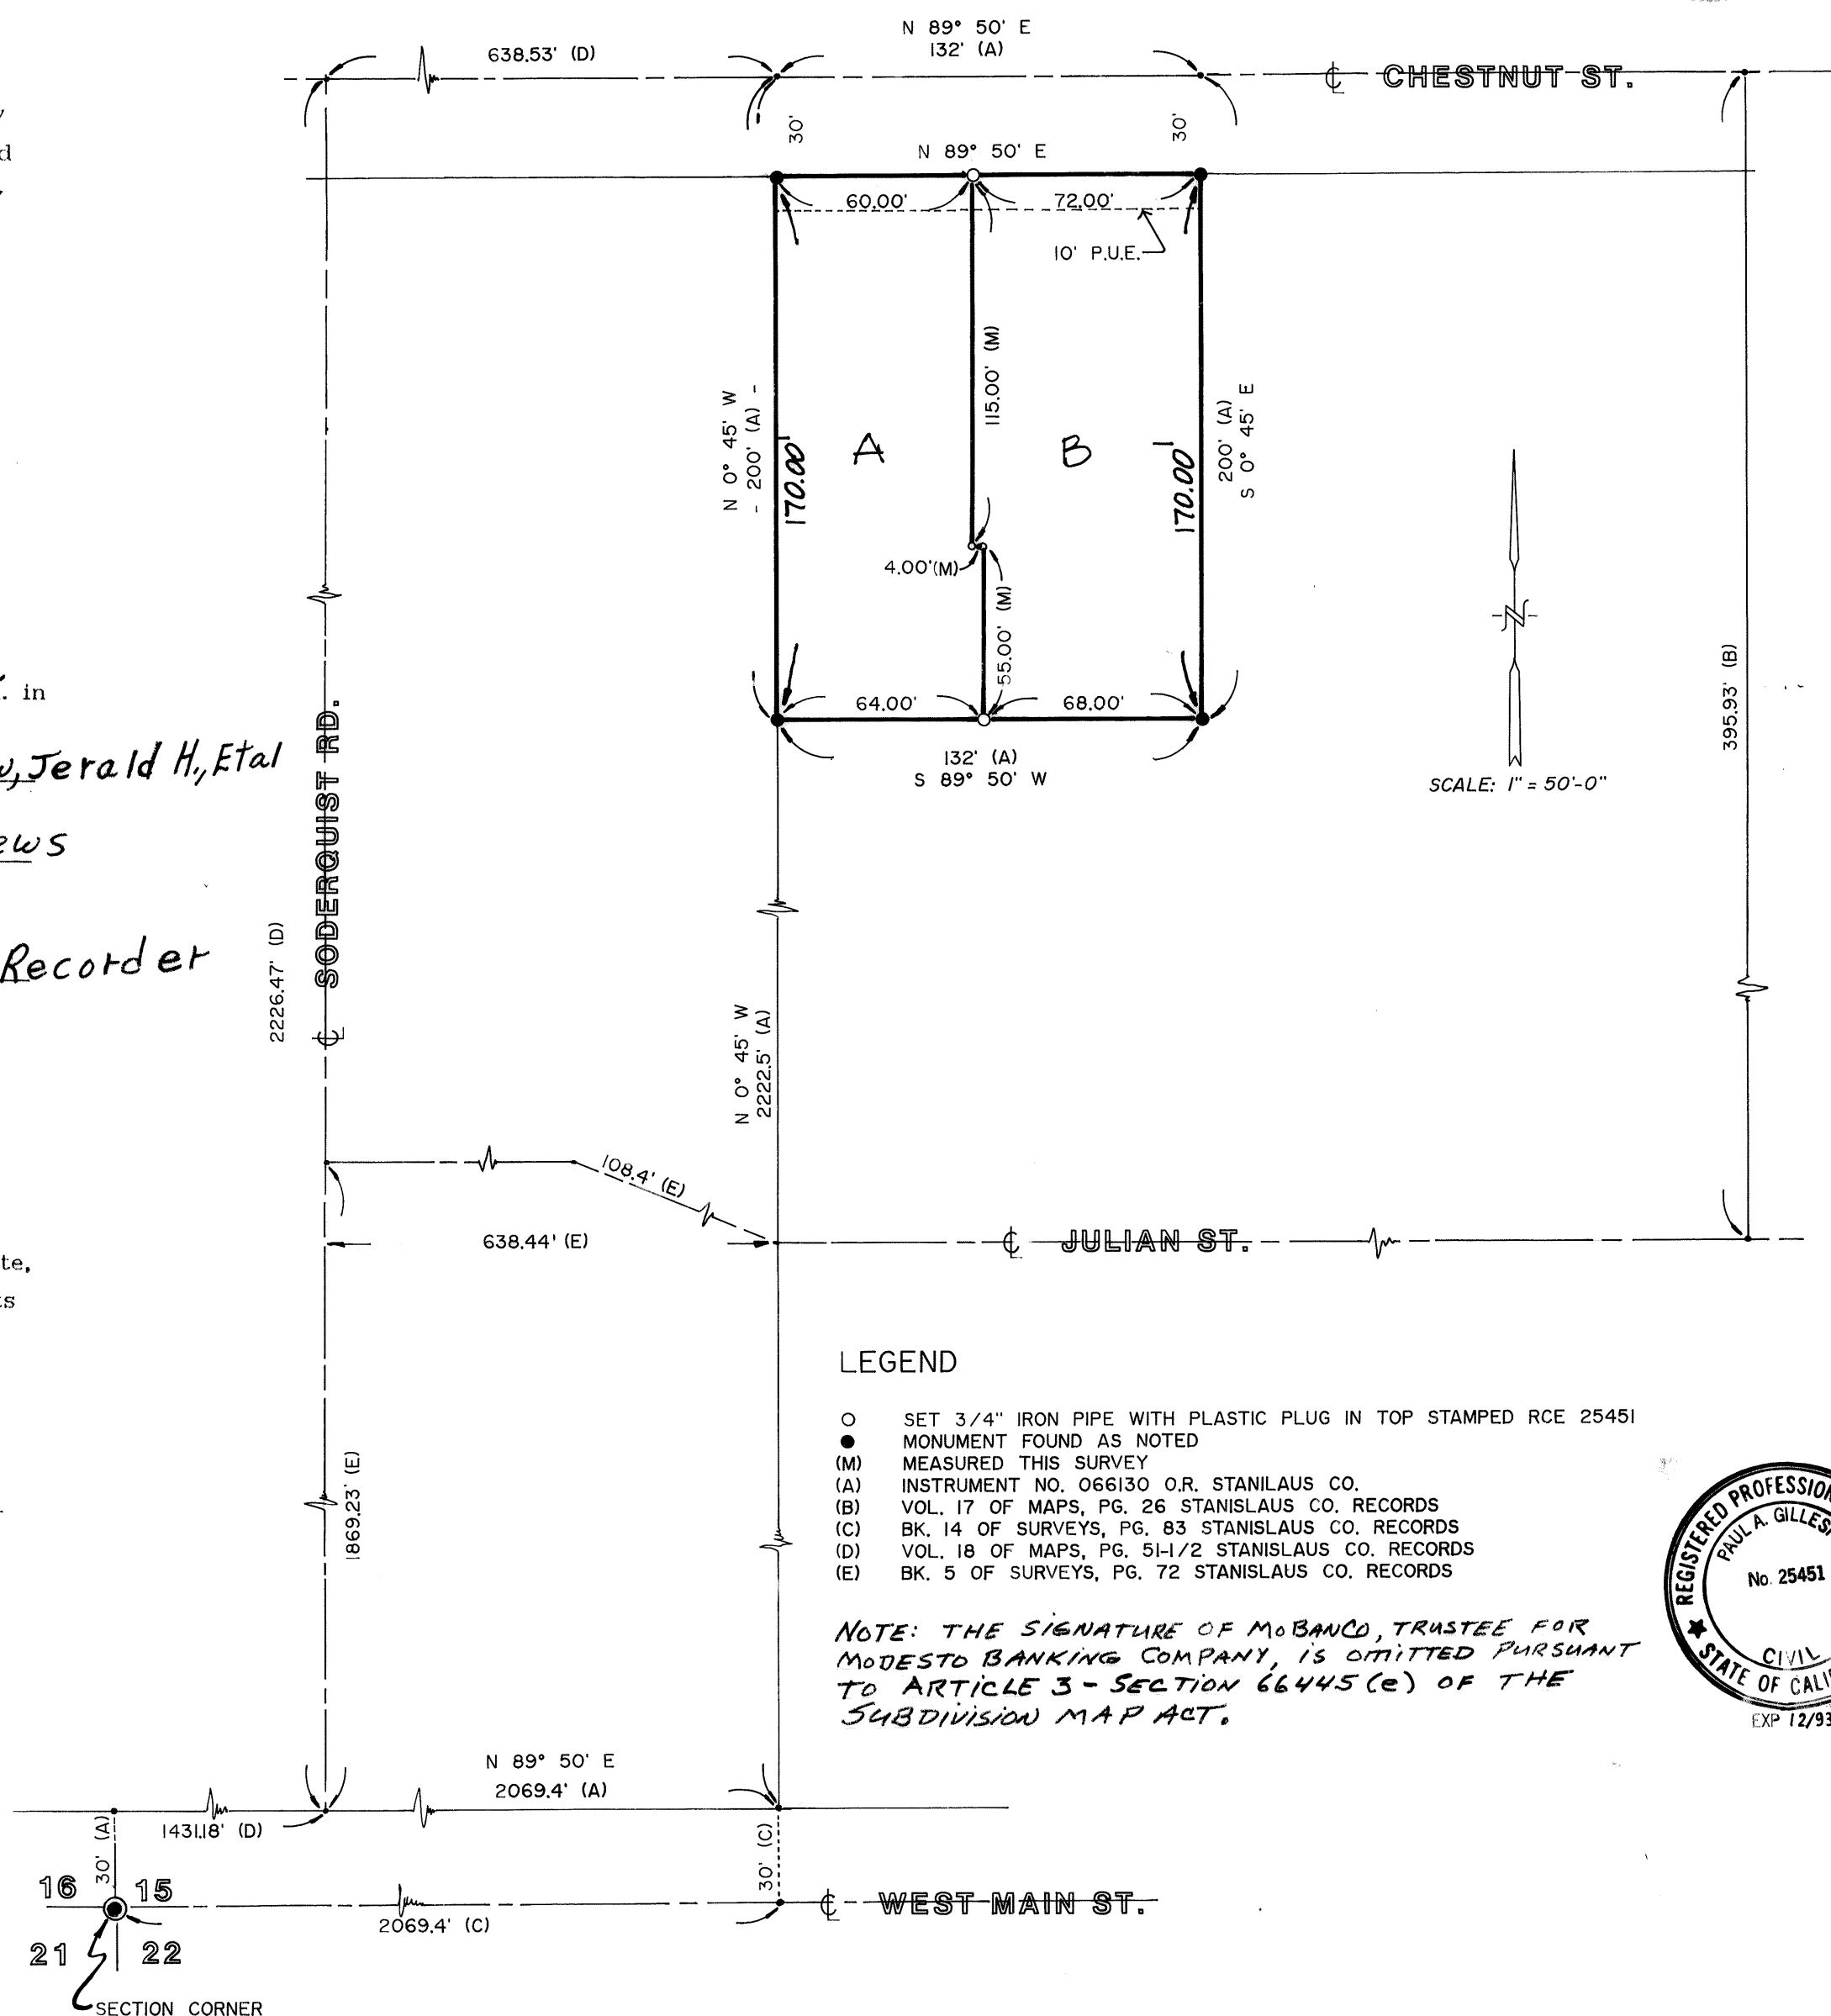 N 89° 50' E
638.53' (D)
132' (A)
℄ CHESTNUT ST.
30'
30'
d
N 89° 50' E
60.00'
72.00'
10' P.U.E.
115.00' (M)
N 0° 45' W
- 200' (A) -
170.00'
A
B
170.00'
200' (A)
S 0° 45' E
4.00'(M)
55.00' (M)
64.00'
68.00'
132' (A)
S 89° 50' W
N
SCALE: 1" = 50'-0"
395.93' (B)
. in
w, Jerald H., Etal
ews
Recorder
℄ SODERQUIST RD.
2226.47' (D)
N 0° 45' W
2222.5' (A)
108.4' (E)
638.44' (E)
℄ JULIAN ST.
te,
ts
1869.23' (E)
LEGEND
○ SET 3/4" IRON PIPE WITH PLASTIC PLUG IN TOP STAMPED RCE 25451
● MONUMENT FOUND AS NOTED
(M) MEASURED THIS SURVEY
(A) INSTRUMENT NO. 066130 O.R. STANILAUS CO.
(B) VOL. 17 OF MAPS, PG. 26 STANISLAUS CO. RECORDS
(C) BK. 14 OF SURVEYS, PG. 83 STANISLAUS CO. RECORDS
(D) VOL. 18 OF MAPS, PG. 51-1/2 STANISLAUS CO. RECORDS
(E) BK. 5 OF SURVEYS, PG. 72 STANISLAUS CO. RECORDS
NOTE: THE SIGNATURE OF MOBANCO, TRUSTEE FOR
MODESTO BANKING COMPANY, IS OMITTED PURSUANT
TO ARTICLE 3 - SECTION 66445 (e) OF THE
SUBDIVISION MAP ACT.
REGISTERED PROFESSION
PAUL A. GILLES
No. 25451
CIVIL
★ STATE OF CALI
EXP 12/93
N 89° 50' E
2069.4' (A)
1431.18' (D)
30' (A)
30' (C)
16 15
21 22
2069.4' (C)
℄ WEST MAIN ST.
SECTION CORNER